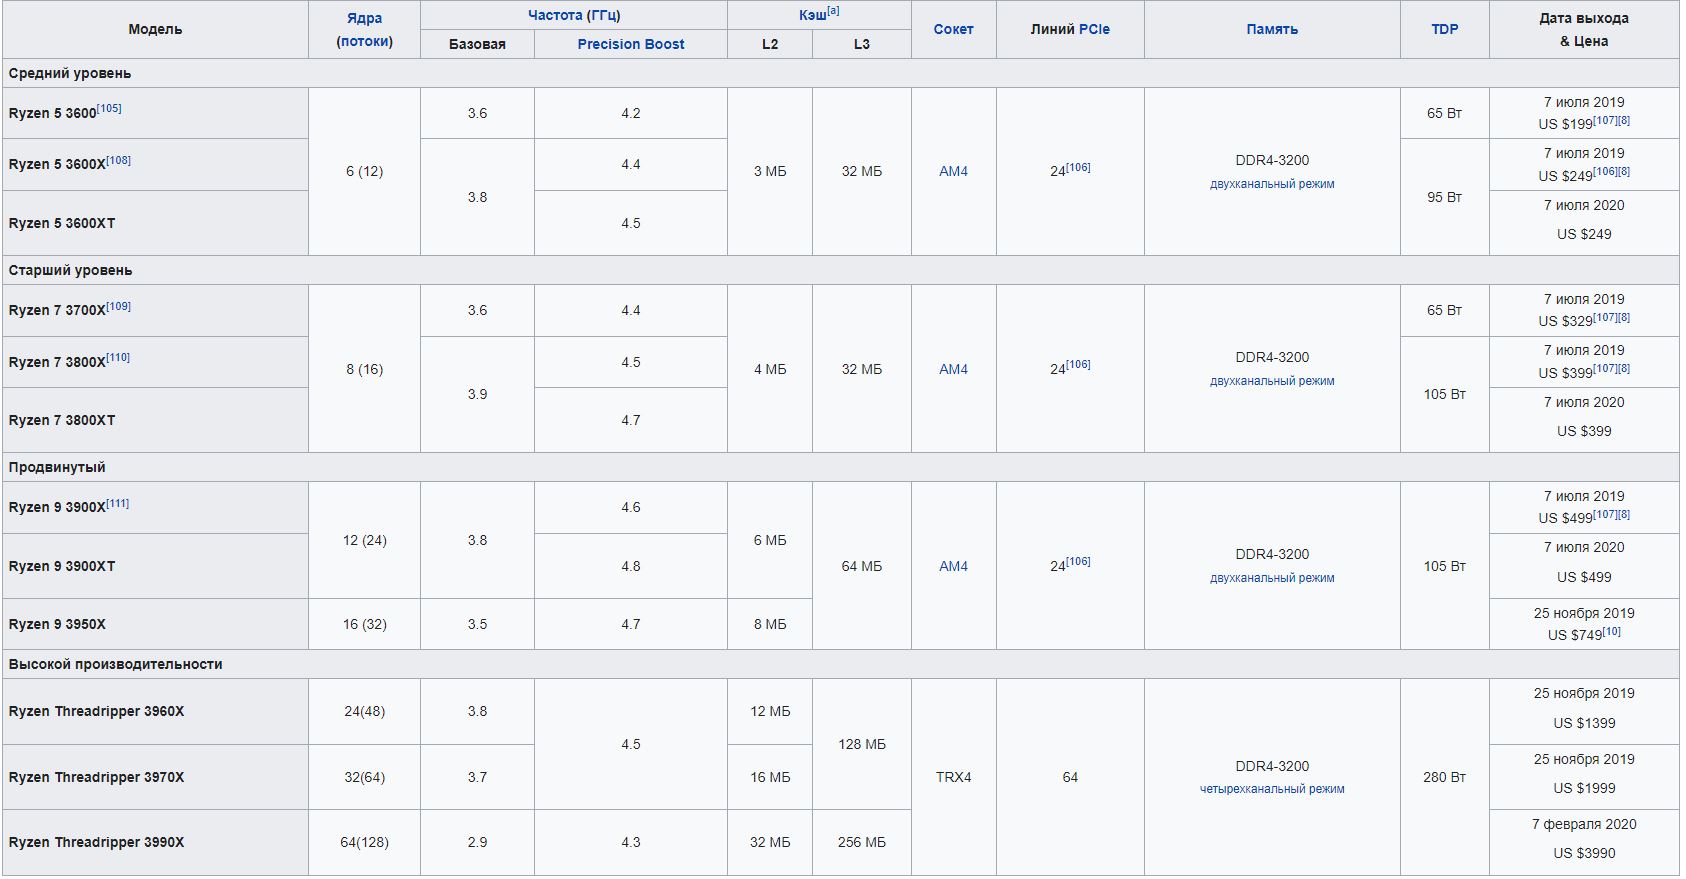 Модель Ядра (потоки) Частота (ГГц) Кэш[a] Сокет Линий PCIe Память TDP Дата выхода & Цена
Базовая Precision Boost L2 L3
Средний уровень
Ryzen 5 3600[105] 6 (12) 3.6 4.2 3 МБ 32 МБ AM4 24[106] DDR4-3200 двухканальный режим 65 Вт 7 июля 2019 US $199[107][8]
Ryzen 5 3600X[108] 3.8 4.4 95 Вт 7 июля 2019 US $249[106][8]
Ryzen 5 3600XT 4.5 7 июля 2020 US $249
Старший уровень
Ryzen 7 3700X[109] 8 (16) 3.6 4.4 4 МБ 32 МБ AM4 24[106] DDR4-3200 двухканальный режим 65 Вт 7 июля 2019 US $329[107][8]
Ryzen 7 3800X[110] 3.9 4.5 105 Вт 7 июля 2019 US $399[107][8]
Ryzen 7 3800XT 4.7 7 июля 2020 US $399
Продвинутый
Ryzen 9 3900X[111] 12 (24) 3.8 4.6 6 МБ 64 МБ AM4 24[106] DDR4-3200 двухканальный режим 105 Вт 7 июля 2019 US $499[107][8]
Ryzen 9 3900XT 4.8 7 июля 2020 US $499
Ryzen 9 3950X 16 (32) 3.5 4.7 8 МБ 25 ноября 2019 US $749[10]
Высокой производительности
Ryzen Threadripper 3960X 24(48) 3.8 4.5 12 МБ 128 МБ TRX4 64 DDR4-3200 четырехканальный режим 280 Вт 25 ноября 2019 US $1399
Ryzen Threadripper 3970X 32(64) 3.7 16 МБ 25 ноября 2019 US $1999
Ryzen Threadripper 3990X 64(128) 2.9 4.3 32 МБ 256 МБ 7 февраля 2020 US $3990